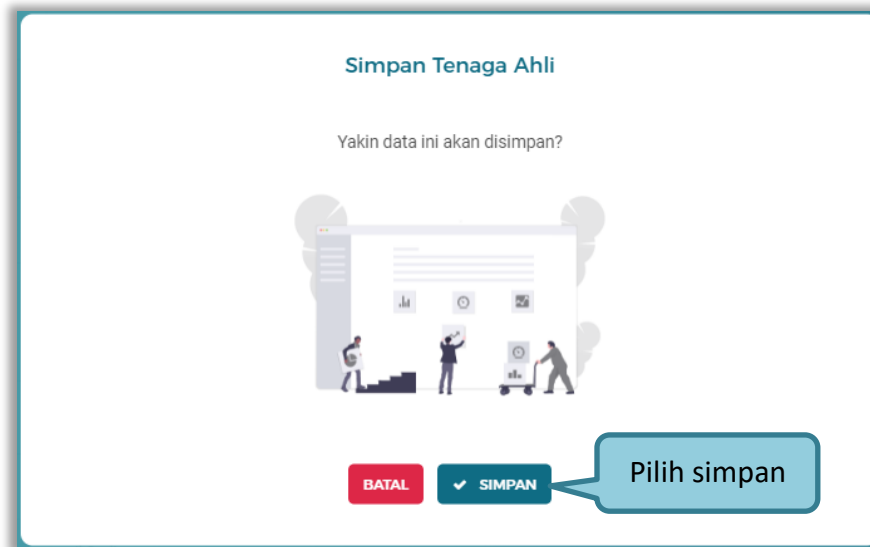 Simpan Tenaga Ahli
Yakin data ini akan disimpan?
BATAL
SIMPAN
Pilih simpan